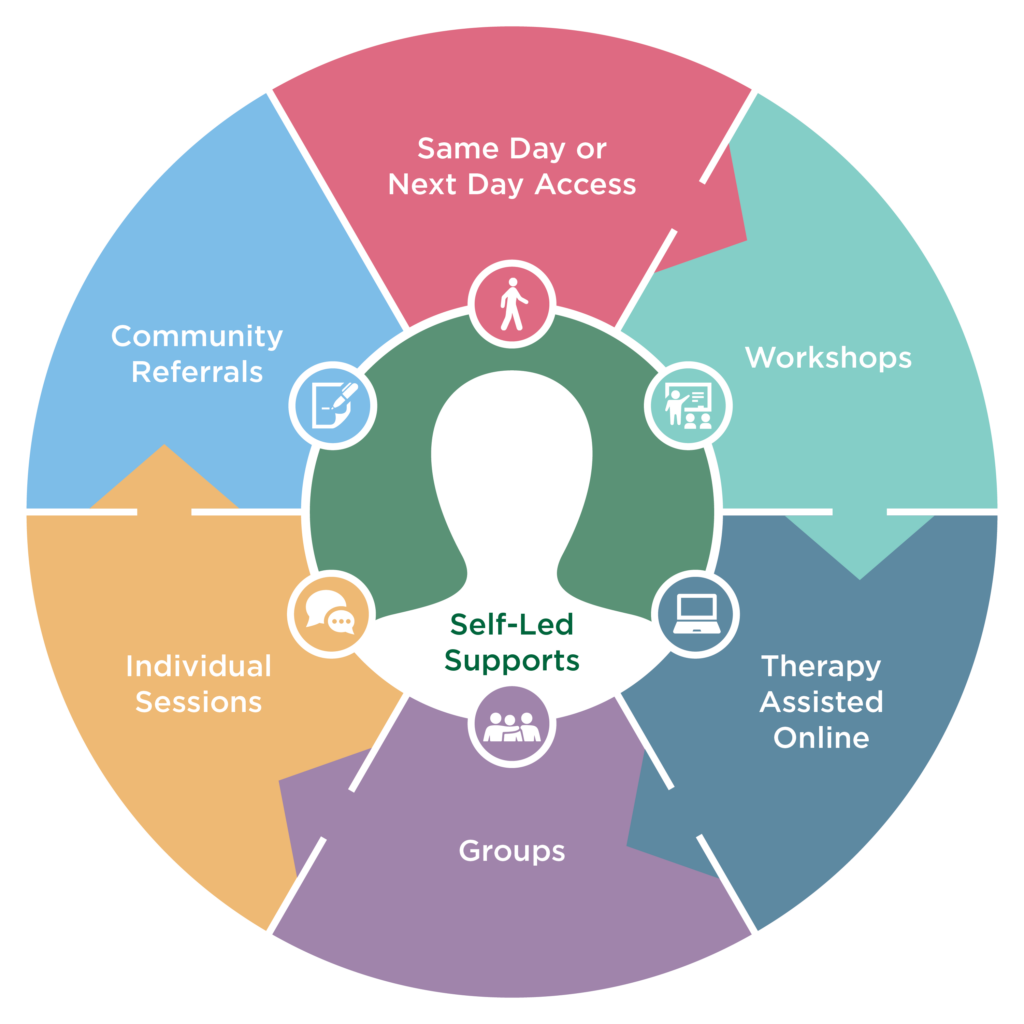 Same Day or
Next Day Access
Workshops
Therapy
Assisted
Online
Groups
Individual
Sessions
Community
Referrals
Self-Led
Supports